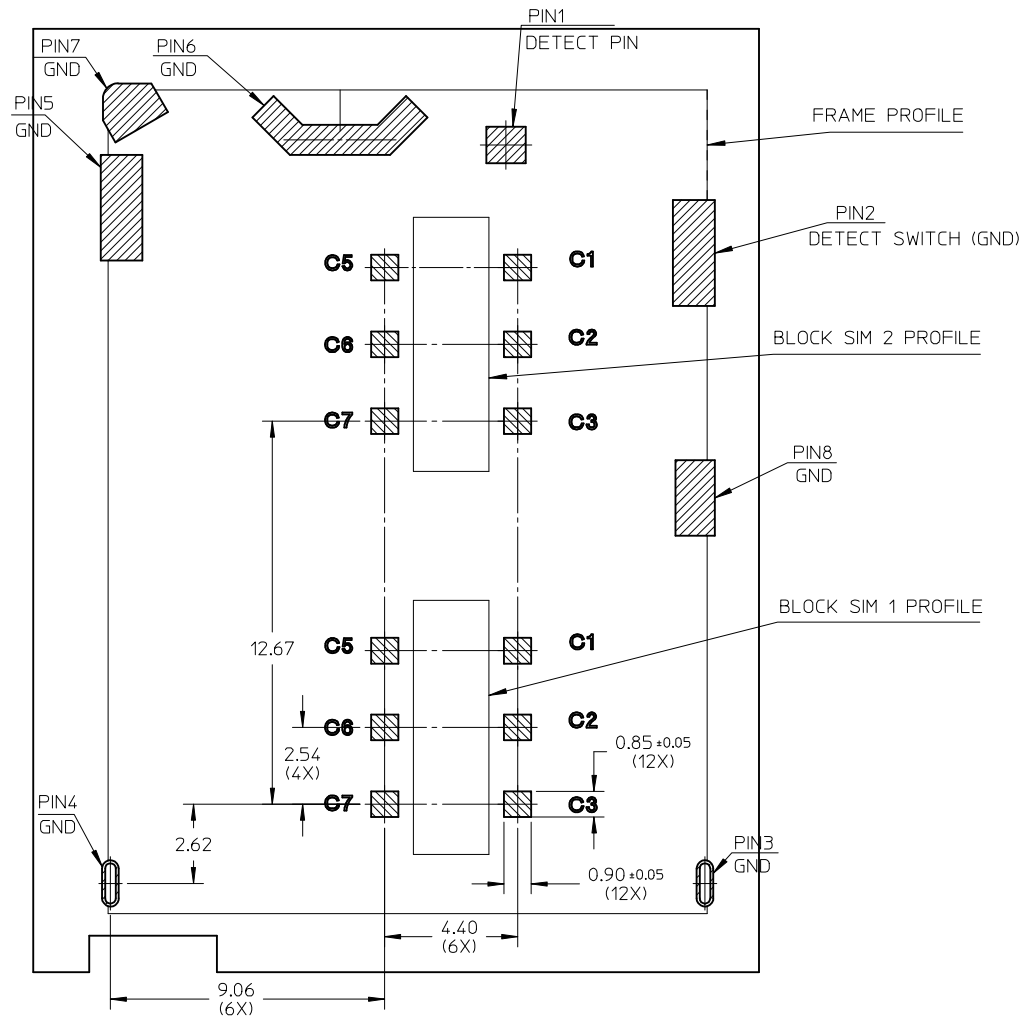 PIN1
DETECT PIN
PIN7
GND
PIN6
GND
PIN5
GND
FRAME PROFILE
PIN2
DETECT SWITCH (GND)
C5
C1
C6
C2
BLOCK SIM 2 PROFILE
C7
C3
PIN8
GND
BLOCK SIM 1 PROFILE
12.67
C5
C1
C6
C2
2.54
(4X)
0.85 ±0.05
(12X)
C7
C3
PIN4
GND
2.62
PIN3
GND
0.90 ±0.05
(12X)
4.40
(6X)
9.06
(6X)